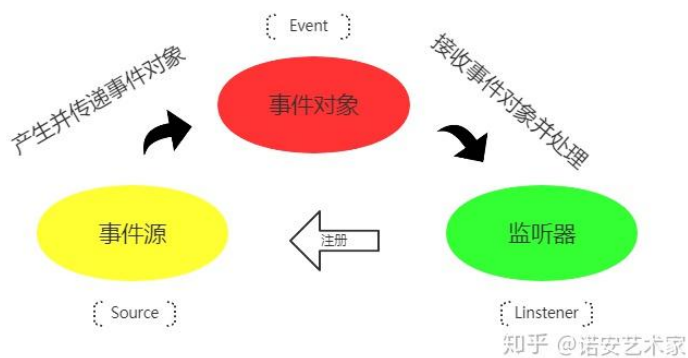 Event
产生并传递事件对象
接收事件对象并处理
事件对象
事件源
注册
监听器
Source
Linstener
知乎 @诺安艺术家